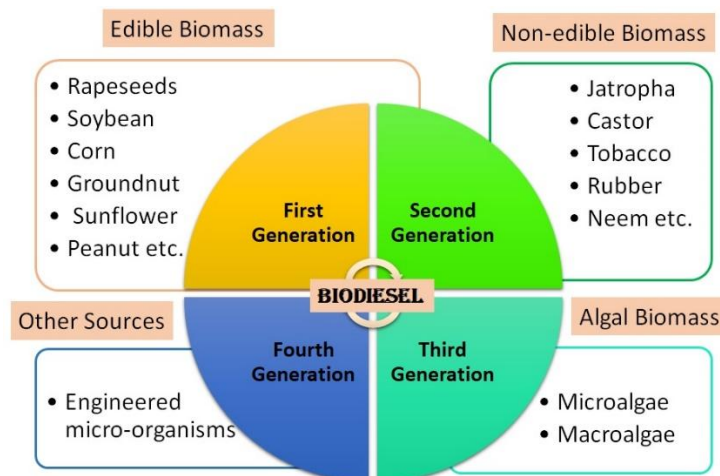 Edible Biomass
• Rapeseeds
• Soybean
• Corn
• Groundnut
• Sunflower
• Peanut etc.
Non-edible Biomass
• Jatropha
• Castor
• Tobacco
• Rubber
• Neem etc.
First
Generation
Second
Generation
BIODIESEL
Other Sources
• Engineered
micro-organisms
Fourth
Generation
Third
Generation
Algal Biomass
• Microalgae
• Macroalgae